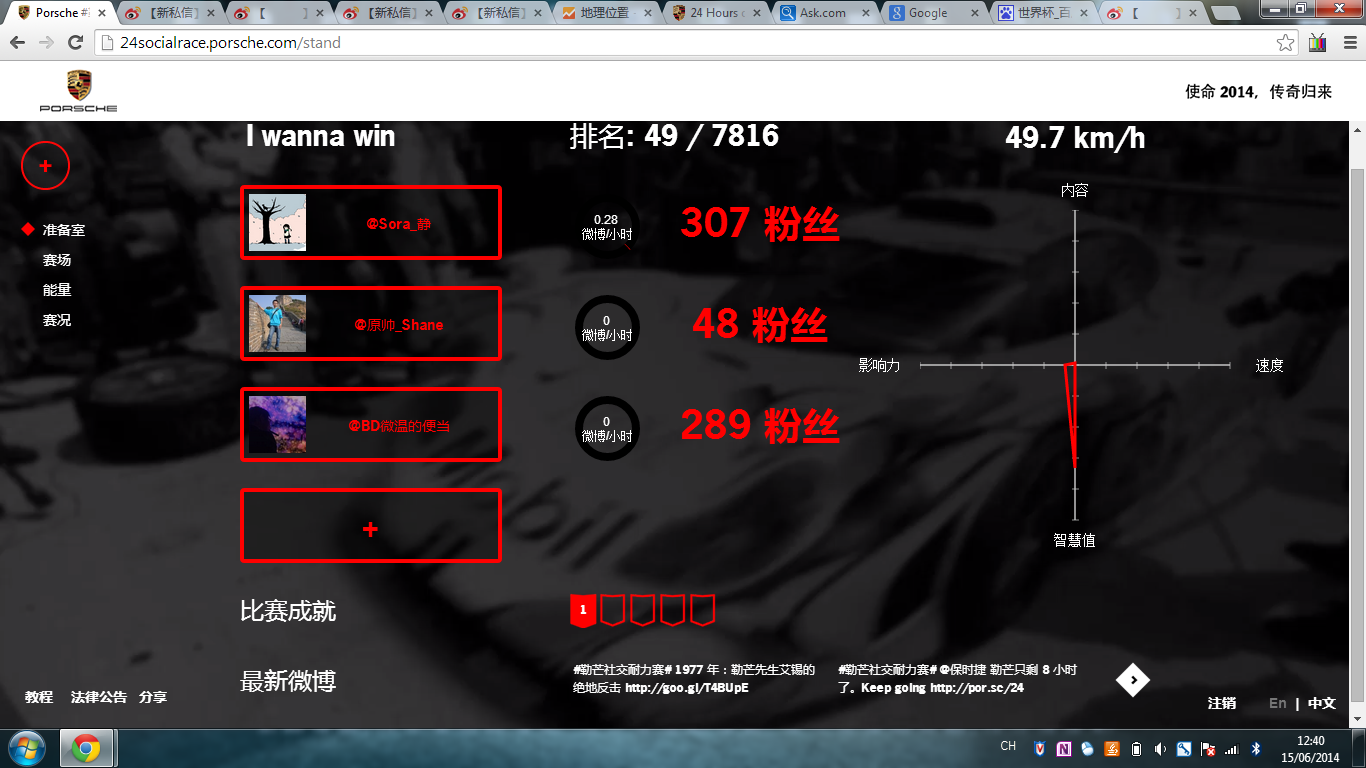 Porsche #
【新私信】
【 】
【新私信】
【新私信】
地理位置 -
24 Hours o
Ask.com
Google
世界杯_百
【 】
24socialrace.porsche.com/stand
PORSCHE
使命 2014，传奇归来
I wanna win
排名: 49 / 7816
49.7 km/h
+
准备室
赛场
能量
赛况
@Sora_静
0.28
微博/小时
307 粉丝
@原帅_Shane
0
微博/小时
48 粉丝
@BD微温的便当
0
微博/小时
289 粉丝
+
内容
影响力
速度
智慧值
比赛成就
1
最新微博
#勒芒社交耐力赛# 1977 年：勒芒先生艾锡的
绝地反击 http://goo.gl/T4BUpE
#勒芒社交耐力赛# @保时捷 勒芒只剩 8 小时
了。Keep going http://por.sc/24
教程 法律公告 分享
注销
En | 中文
CH
12:40
15/06/2014